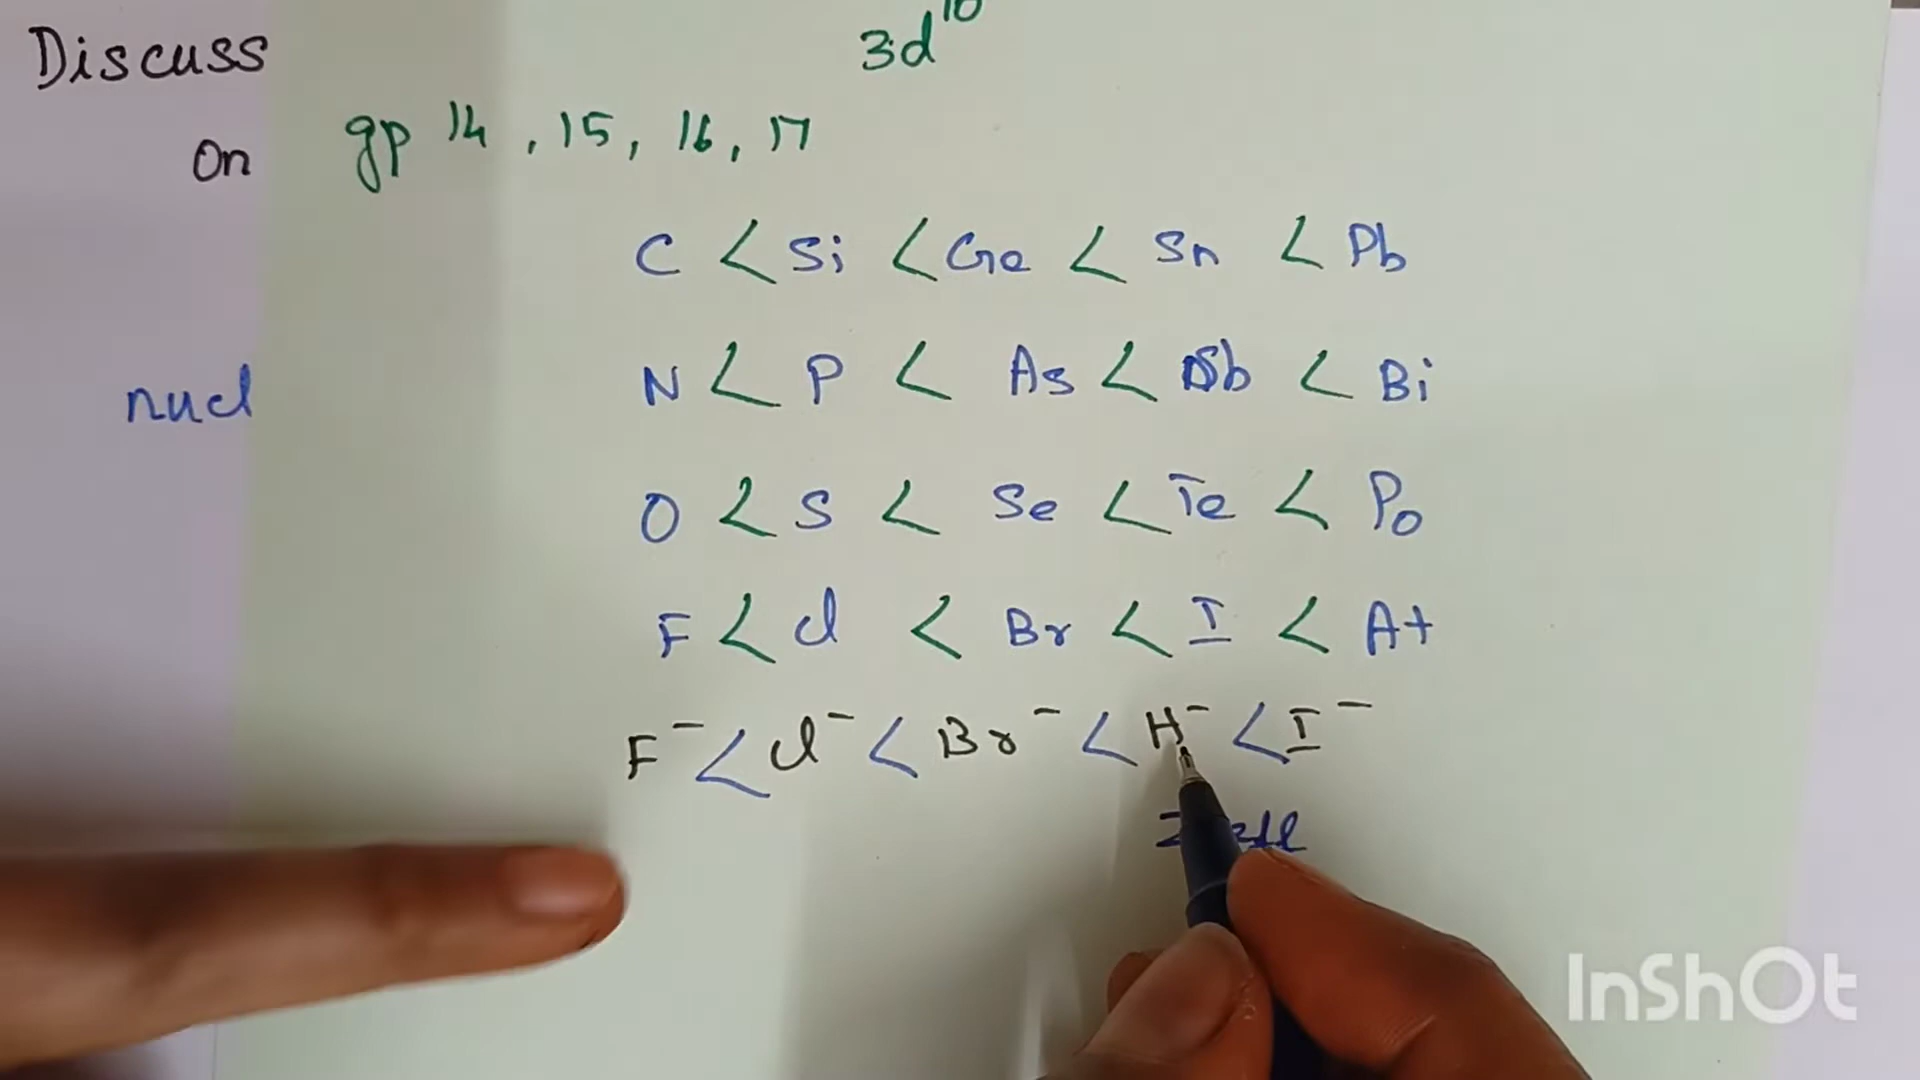 Discuss
3d¹⁰
on
gp 14, 15, 16, 17
C < Si < Ge < Sn < Pb
nucl
N < P < As < Sb < Bi
O < S < Se < Te < Po
F < Cl < Br < I < At
F⁻ < Cl⁻ < Br⁻ < H⁻ < I⁻
InShOt